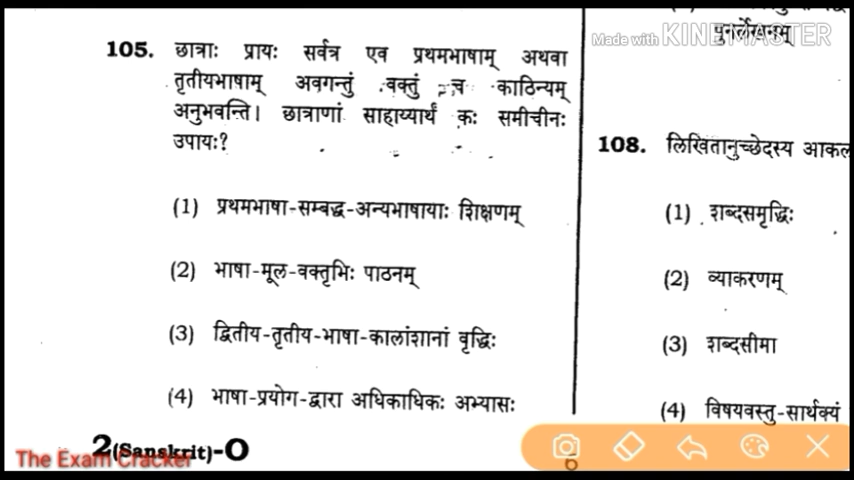 105. छात्राः प्रायः सर्वत्र एव प्रथमभाषाम् अथवा
तृतीयभाषाम् अवगन्तुं वक्तुं च काठिन्यम्
अनुभवन्ति। छात्राणां साहाय्यार्थं कः समीचीनः
उपायः?
(1) प्रथमभाषा-सम्बद्ध-अन्यभाषायाः शिक्षणम्
(2) भाषा-मूल-वक्तृभिः पाठनम्
(3) द्वितीय-तृतीय-भाषा-कालांशानां वृद्धिः
(4) भाषा-प्रयोग-द्वारा अधिकाधिकः अभ्यासः
2(Sanskrit)-O
The Exam Cracker
Made with KINEMASTER
पुनर्लेखनम्
108. लिखितानुच्छेदस्य
(1) शब्दसमृद्धिः
(2) व्याकरणम्
(3) शब्दसीमा
(4) विषयवस्तु-सार्थक्यं